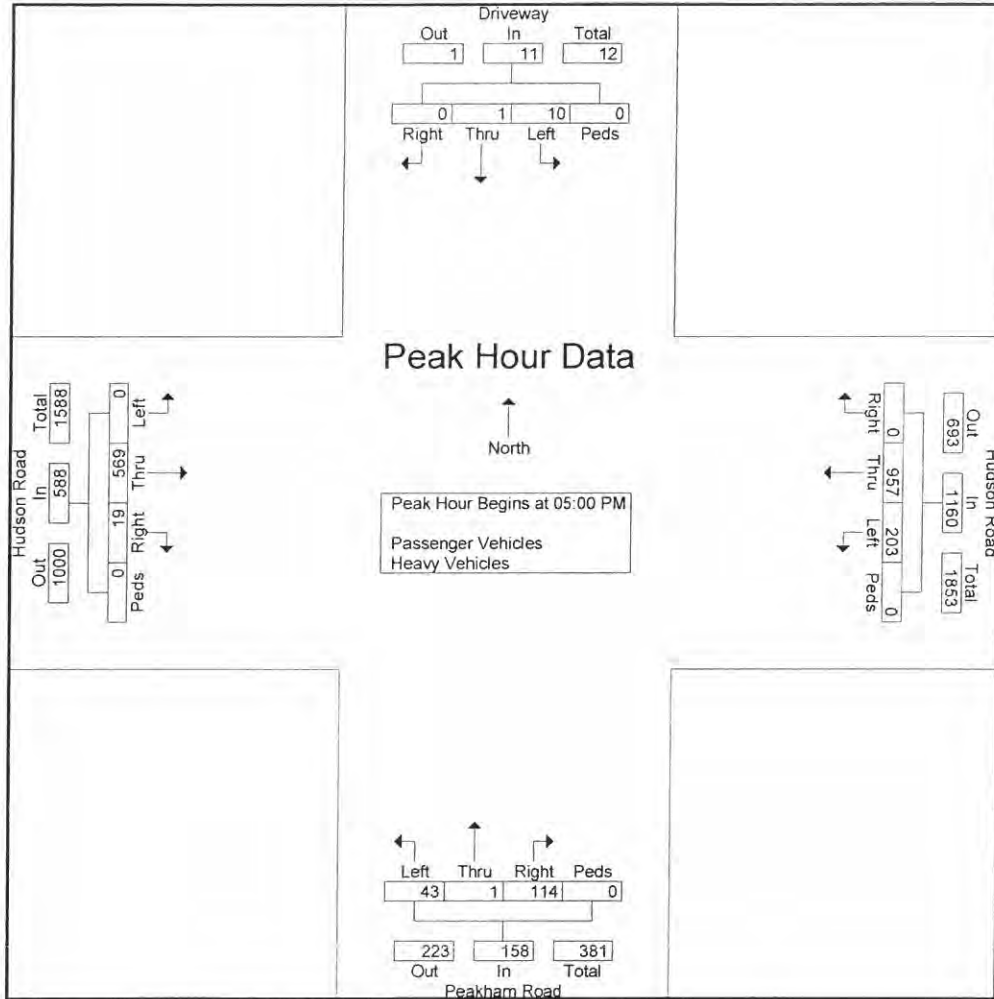 Driveway
Out In Total
1 11 12
0 1 10 0
Right Thru Left Peds
Peak Hour Data
North
Peak Hour Begins at 05:00 PM
Passenger Vehicles
Heavy Vehicles
Hudson Road
Out In Total
1000 588 1588
0 569 19 0
Left Thru Right Peds
Right Thru Left Peds
0 957 203 0
Out In Total
693 1160 1853
Hudson Road
Left Thru Right Peds
43 1 114 0
223 158 381
Out In Total
Peakham Road